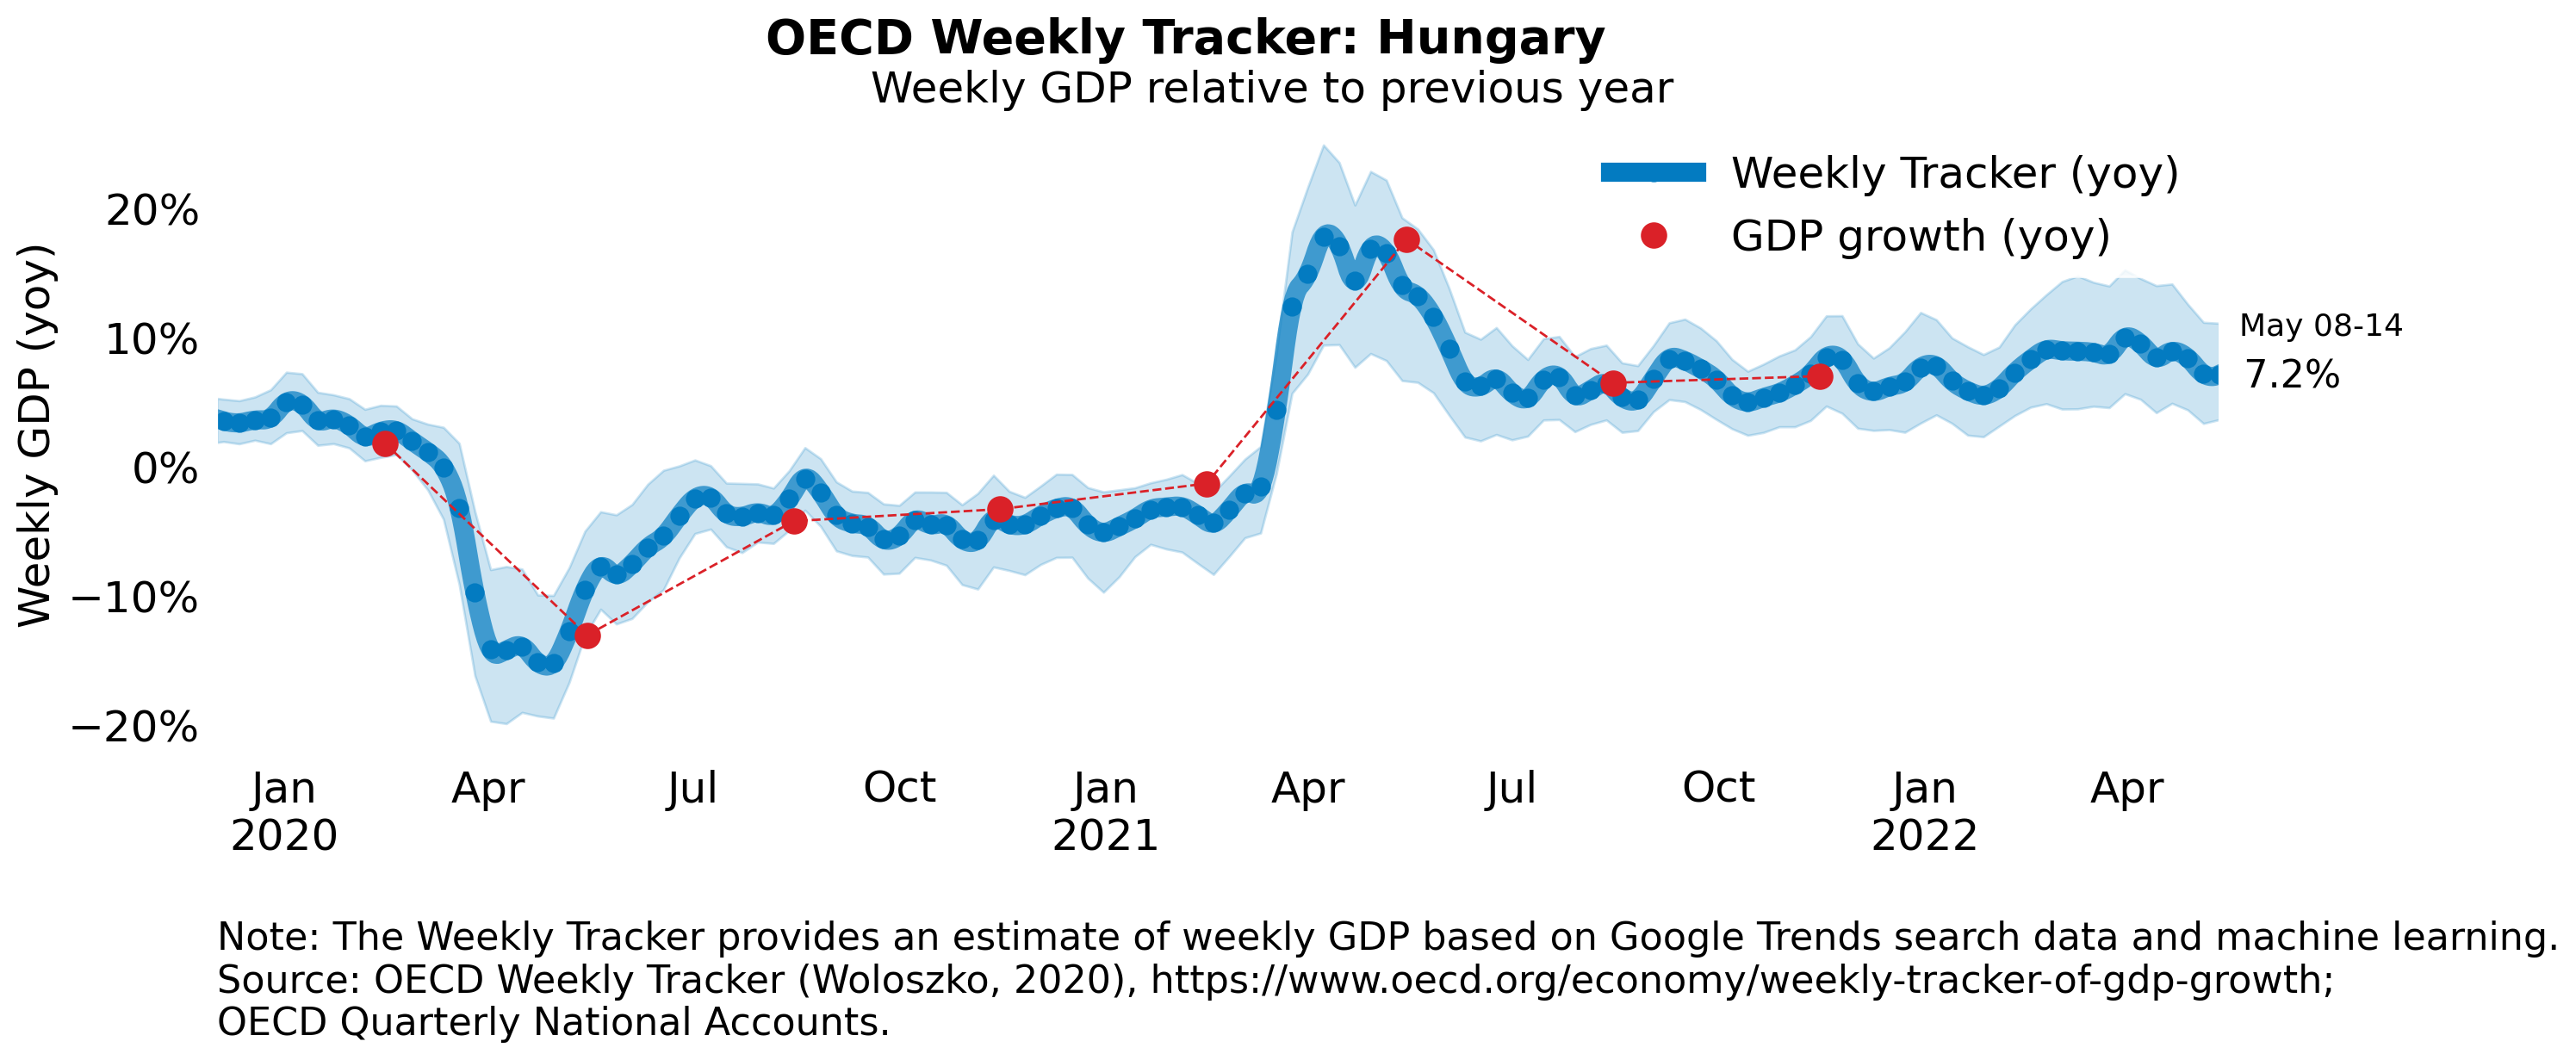 OECD Weekly Tracker: Hungary
Weekly GDP relative to previous year
Weekly Tracker (yoy)
GDP growth (yoy)
Weekly GDP (yoy)
20%
10%
0%
−10%
−20%
May 08-14
7.2%
Jan Apr Jul Oct Jan Apr Jul Oct Jan Apr
2020 2021 2022
Note: The Weekly Tracker provides an estimate of weekly GDP based on Google Trends search data and machine learning.
Source: OECD Weekly Tracker (Woloszko, 2020), https://www.oecd.org/economy/weekly-tracker-of-gdp-growth;
OECD Quarterly National Accounts.